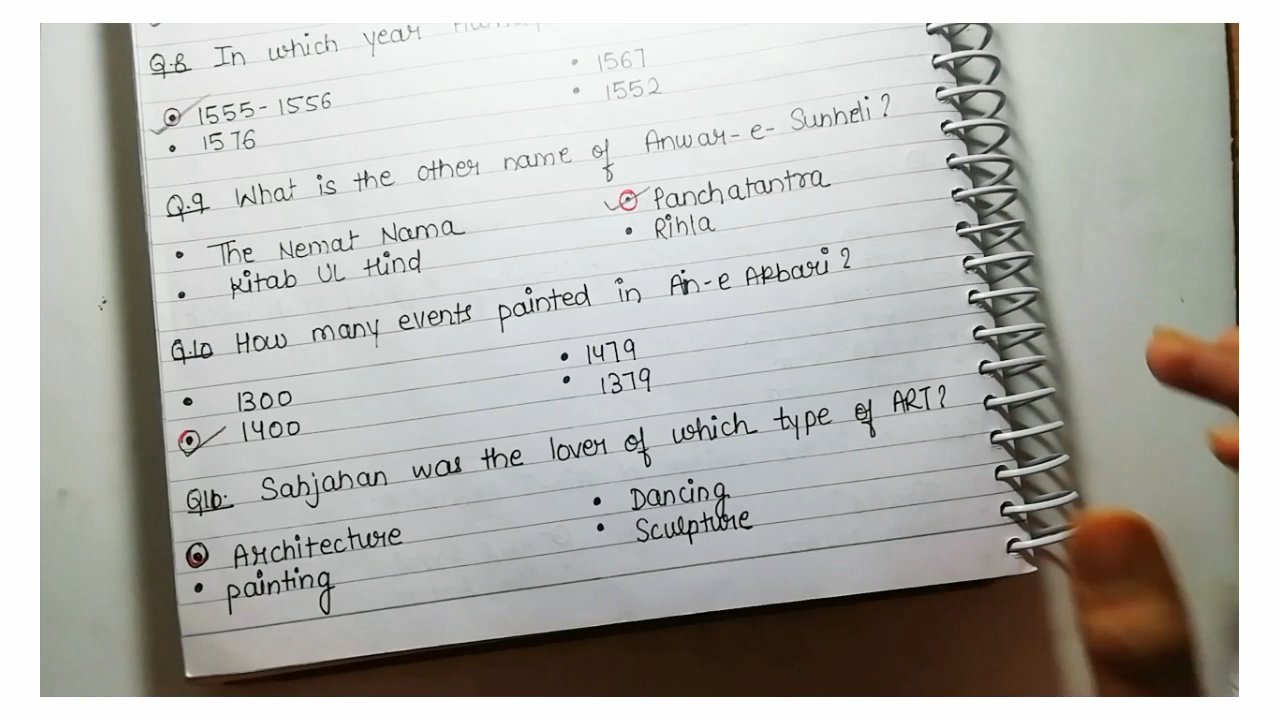 Q.8 In which year
1555-1556 • 1567
• 1576 • 1552
Q.9 What is the other name of Anwar-e-Sunheli?
• The Nemat Nama Panchatantra
• Kitab UL Hind • Rihla
Q.10 How many events painted in Ain-e Akbari?
• 1300 • 1479
1400 • 1379
Q1b. Sahjahan was the lover of which type of ART?
Architecture • Dancing
• painting • Sculpture